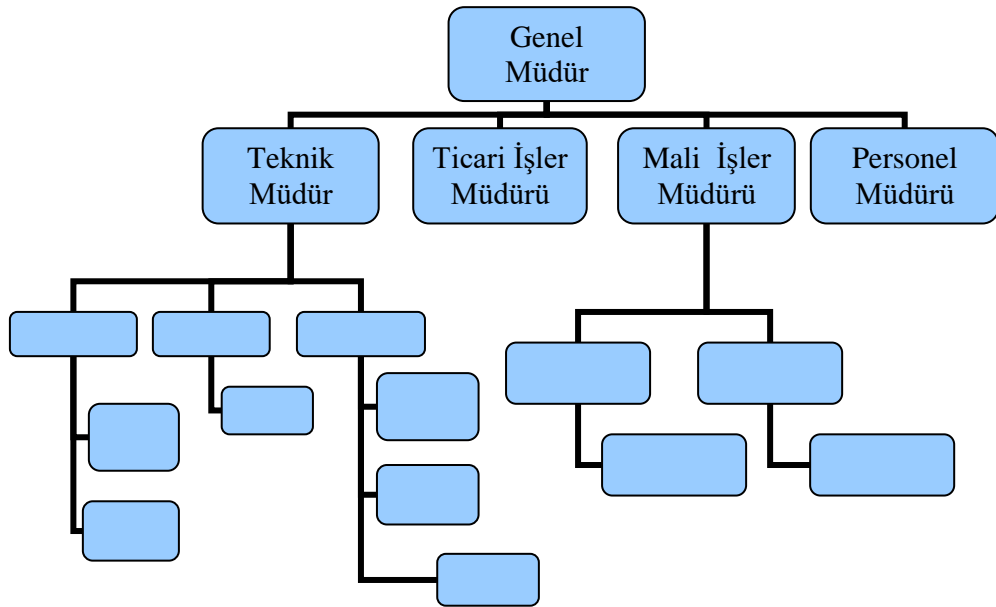 Genel
Müdür
Teknik
Müdür
Ticari İşler
Müdürü
Mali İşler
Müdürü
Personel
Müdürü